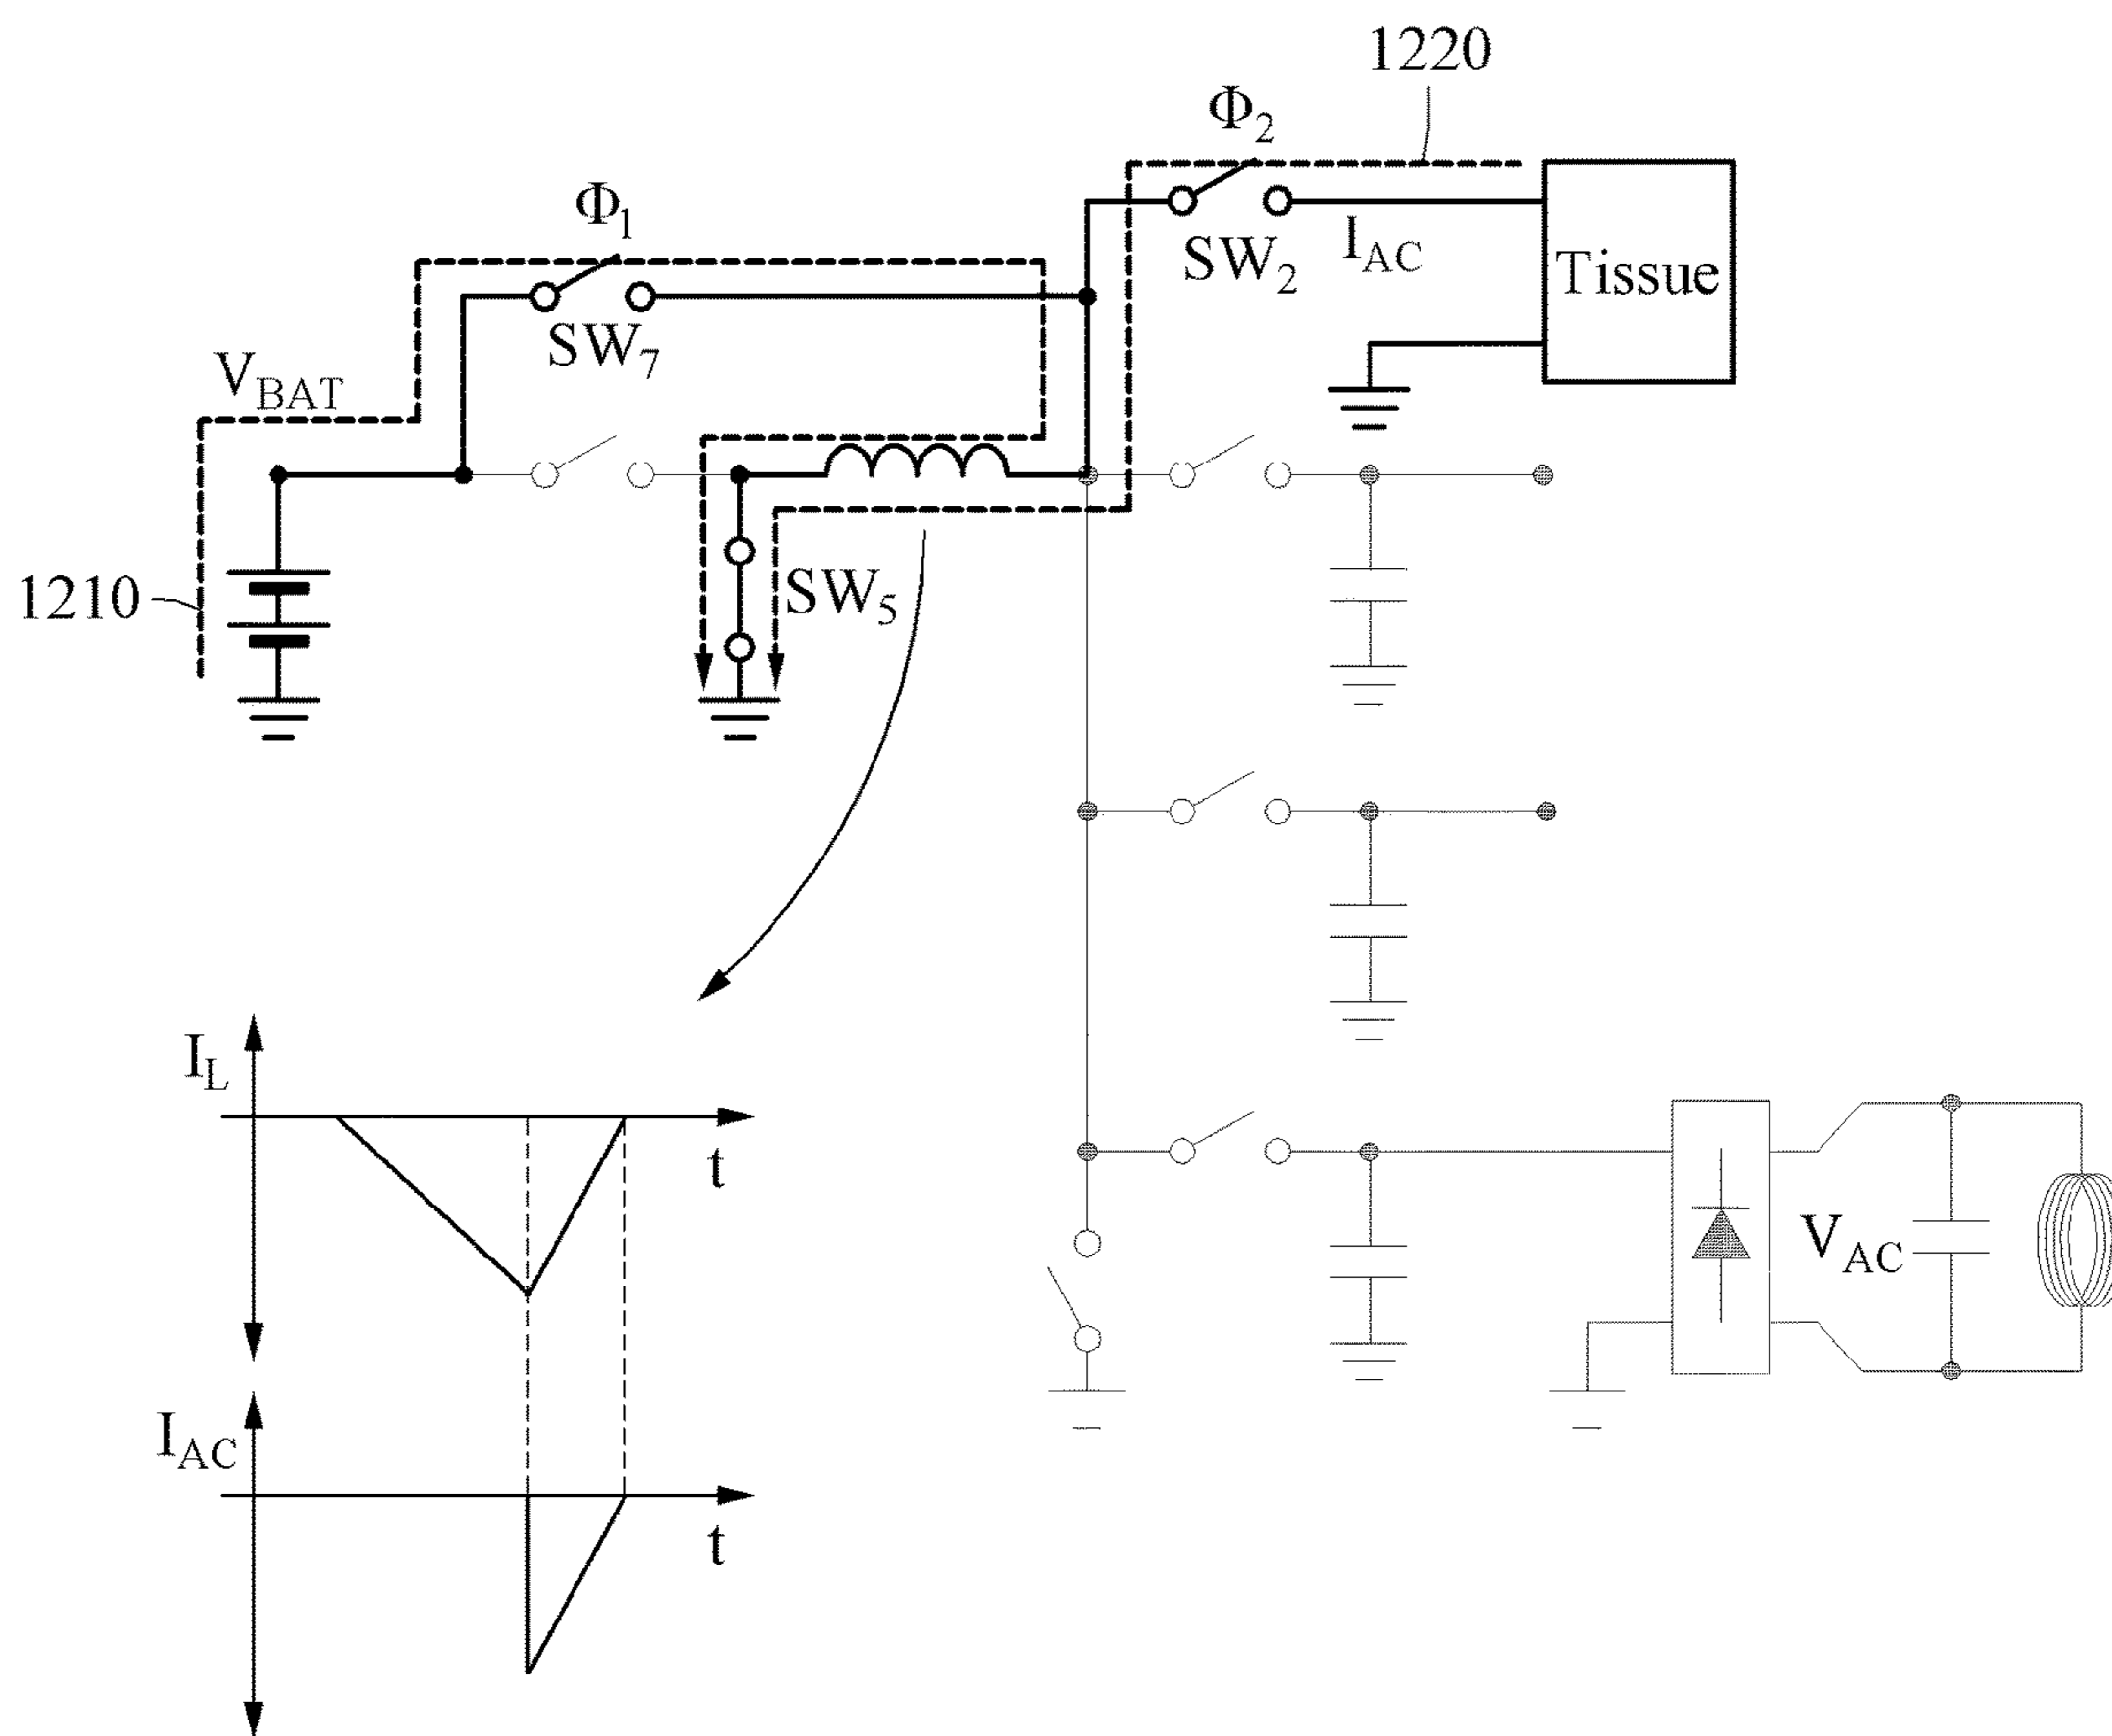 1220
Φ2
Φ1
SW2
IAC
Tissue
SW7
VBAT
1210
SW5
IL
t
VAC
IAC
t